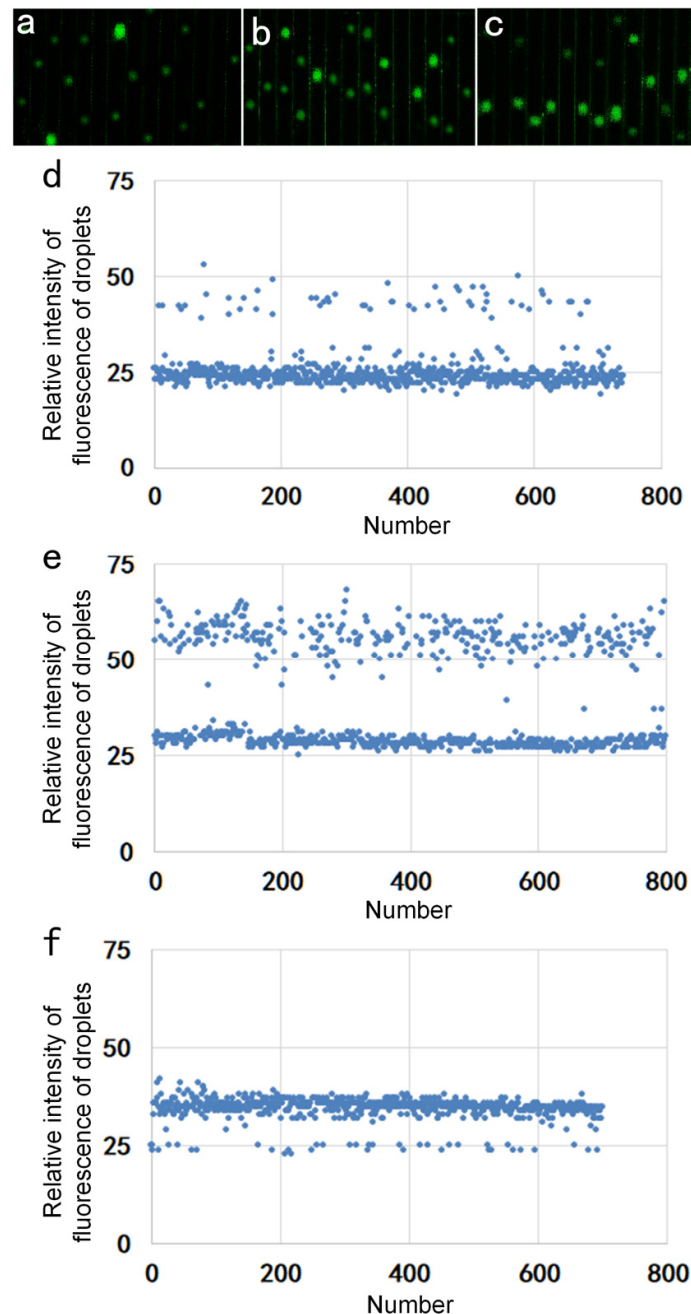 a
b
c
d
75
50
25
0
0 200 400 600 800
Relative intensity of
fluorescence of droplets
Number
e
75
50
25
0
0 200 400 600 800
Relative intensity of
fluorescence of droplets
Number
f
75
50
25
0
0 200 400 600 800
Relative intensity of
fluorescence of droplets
Number